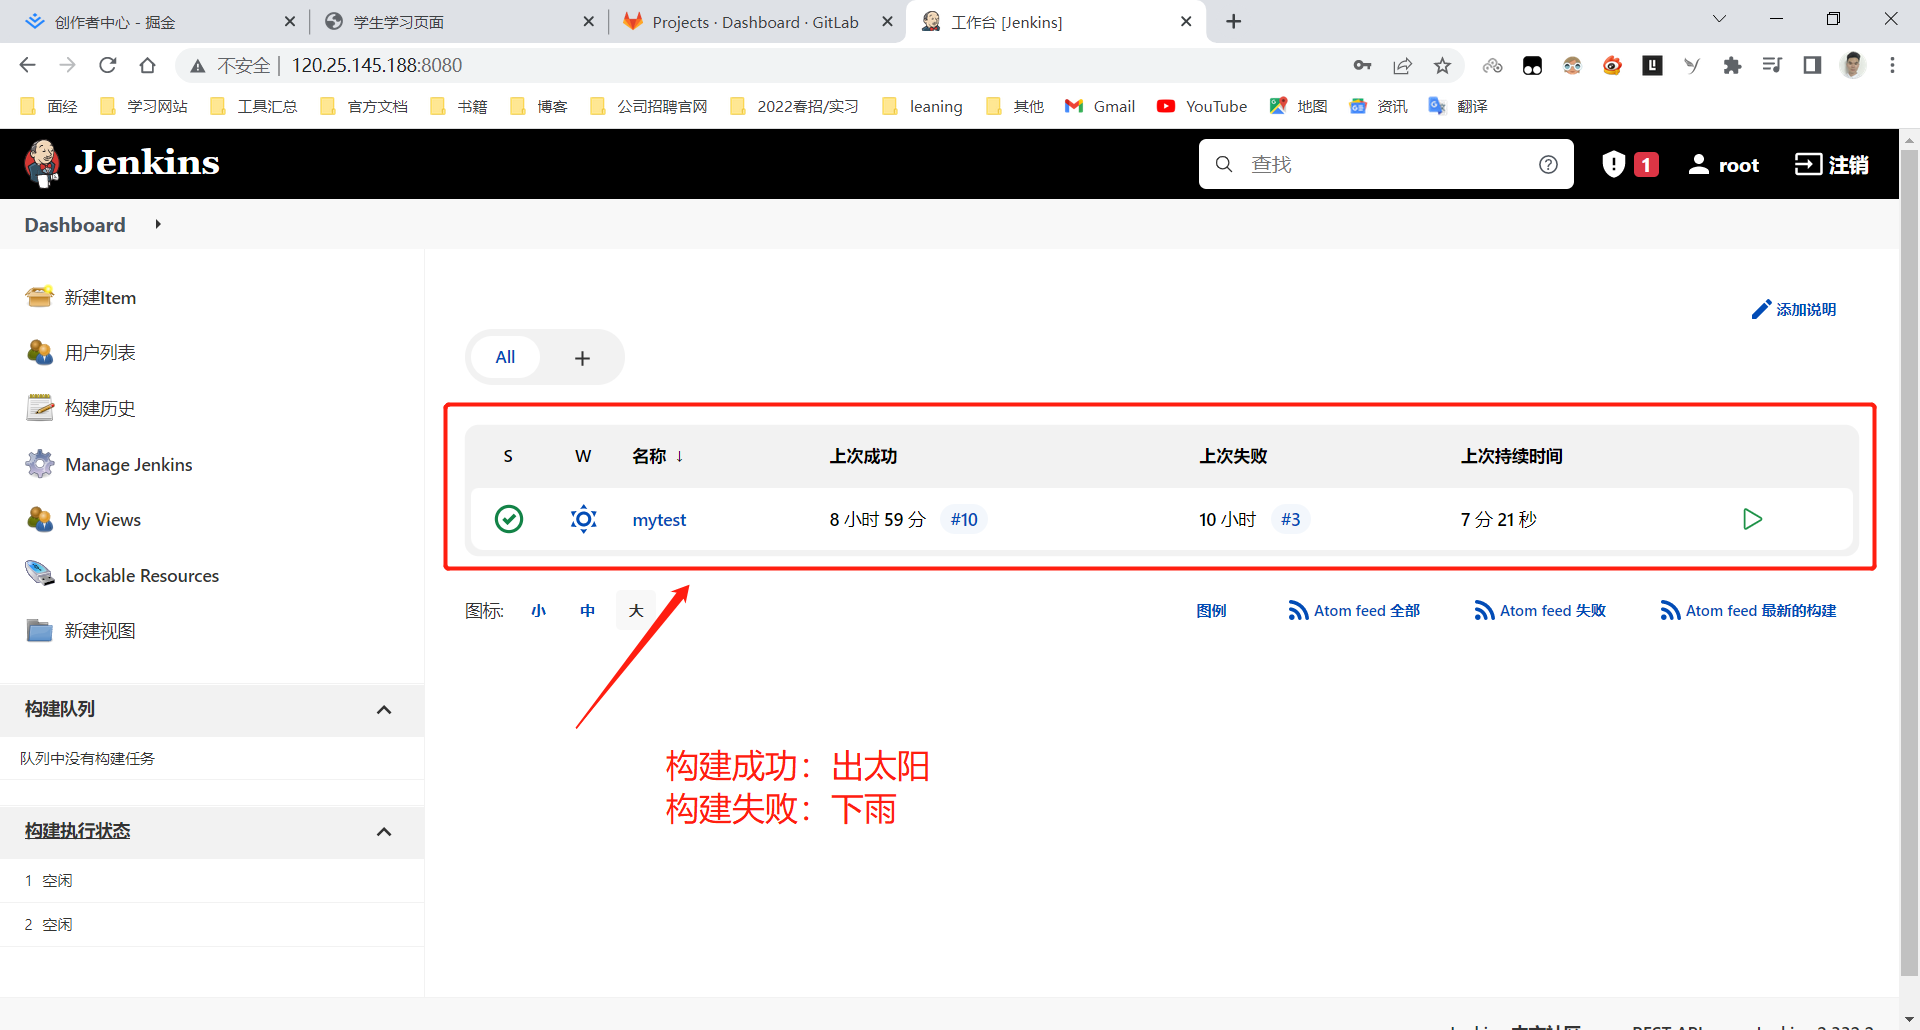 创作者中心 - 掘金
学生学习页面
Projects · Dashboard · GitLab
工作台 [Jenkins]
不安全 | 120.25.145.188:8080
面经 学习网站 工具汇总 官方文档 书籍 博客 公司招聘官网 2022春招/实习 leaning 其他 Gmail YouTube 地图 资讯 翻译
Jenkins
查找
1
root
注销
Dashboard
新建Item
用户列表
构建历史
Manage Jenkins
My Views
Lockable Resources
新建视图
构建队列
队列中没有构建任务
构建执行状态
1 空闲
2 空闲
添加说明
All +
S W 名称 ↓ 上次成功 上次失败 上次持续时间
mytest 8 小时 59 分 #10 10 小时 #3 7 分 21 秒
图标: 小 中 大
图例 Atom feed 全部 Atom feed 失败 Atom feed 最新的构建
构建成功：出太阳
构建失败：下雨